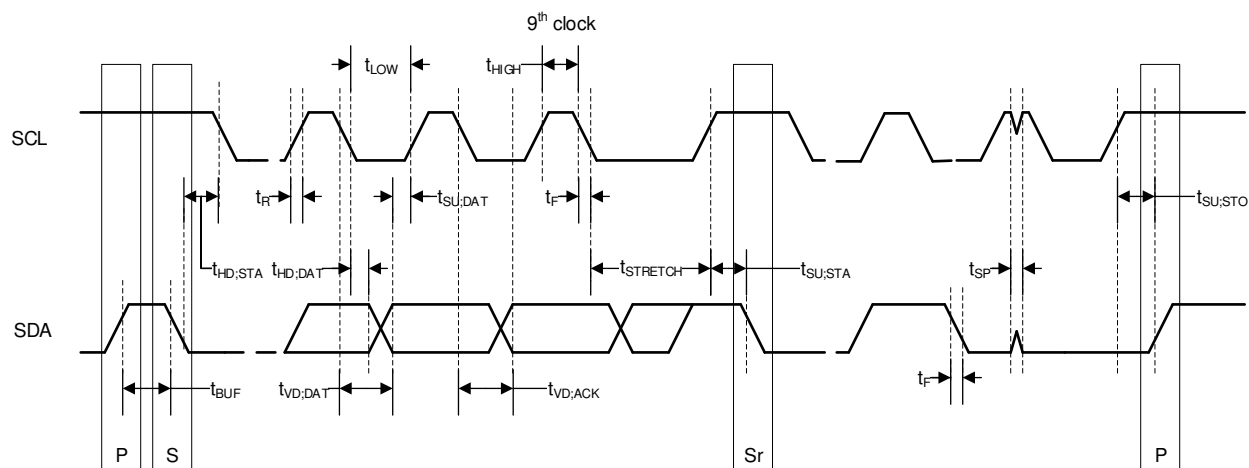 9th clock
tLOW
tHIGH
SCL
tR
tSU;DAT
tF
tSU;STO
tHD;STA
tHD;DAT
tSTRETCH
tSU;STA
tSP
SDA
tBUF
tVD;DAT
tVD;ACK
tF
P
S
Sr
P